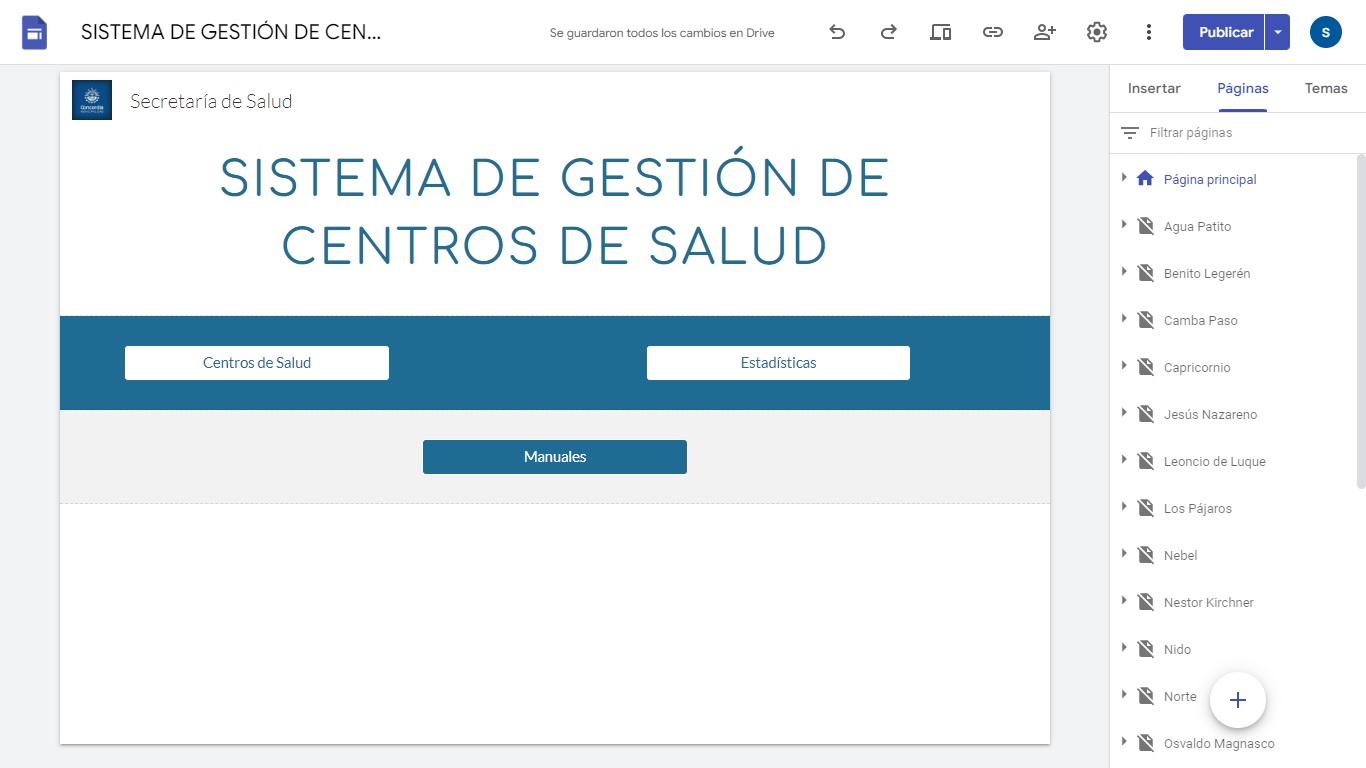 SISTEMA DE GESTIÓN DE CEN...
Se guardaron todos los cambios en Drive
Publicar
S
Insertar
Páginas
Temas
Filtrar páginas
Concordia
Secretaría de Salud
SISTEMA DE GESTIÓN DE
CENTROS DE SALUD
Centros de Salud
Estadísticas
Manuales
Página principal
Agua Patito
Benito Legerén
Camba Paso
Capricornio
Jesús Nazareno
Leoncio de Luque
Los Pájaros
Nebel
Nestor Kirchner
Nido
Norte
Osvaldo Magnasco